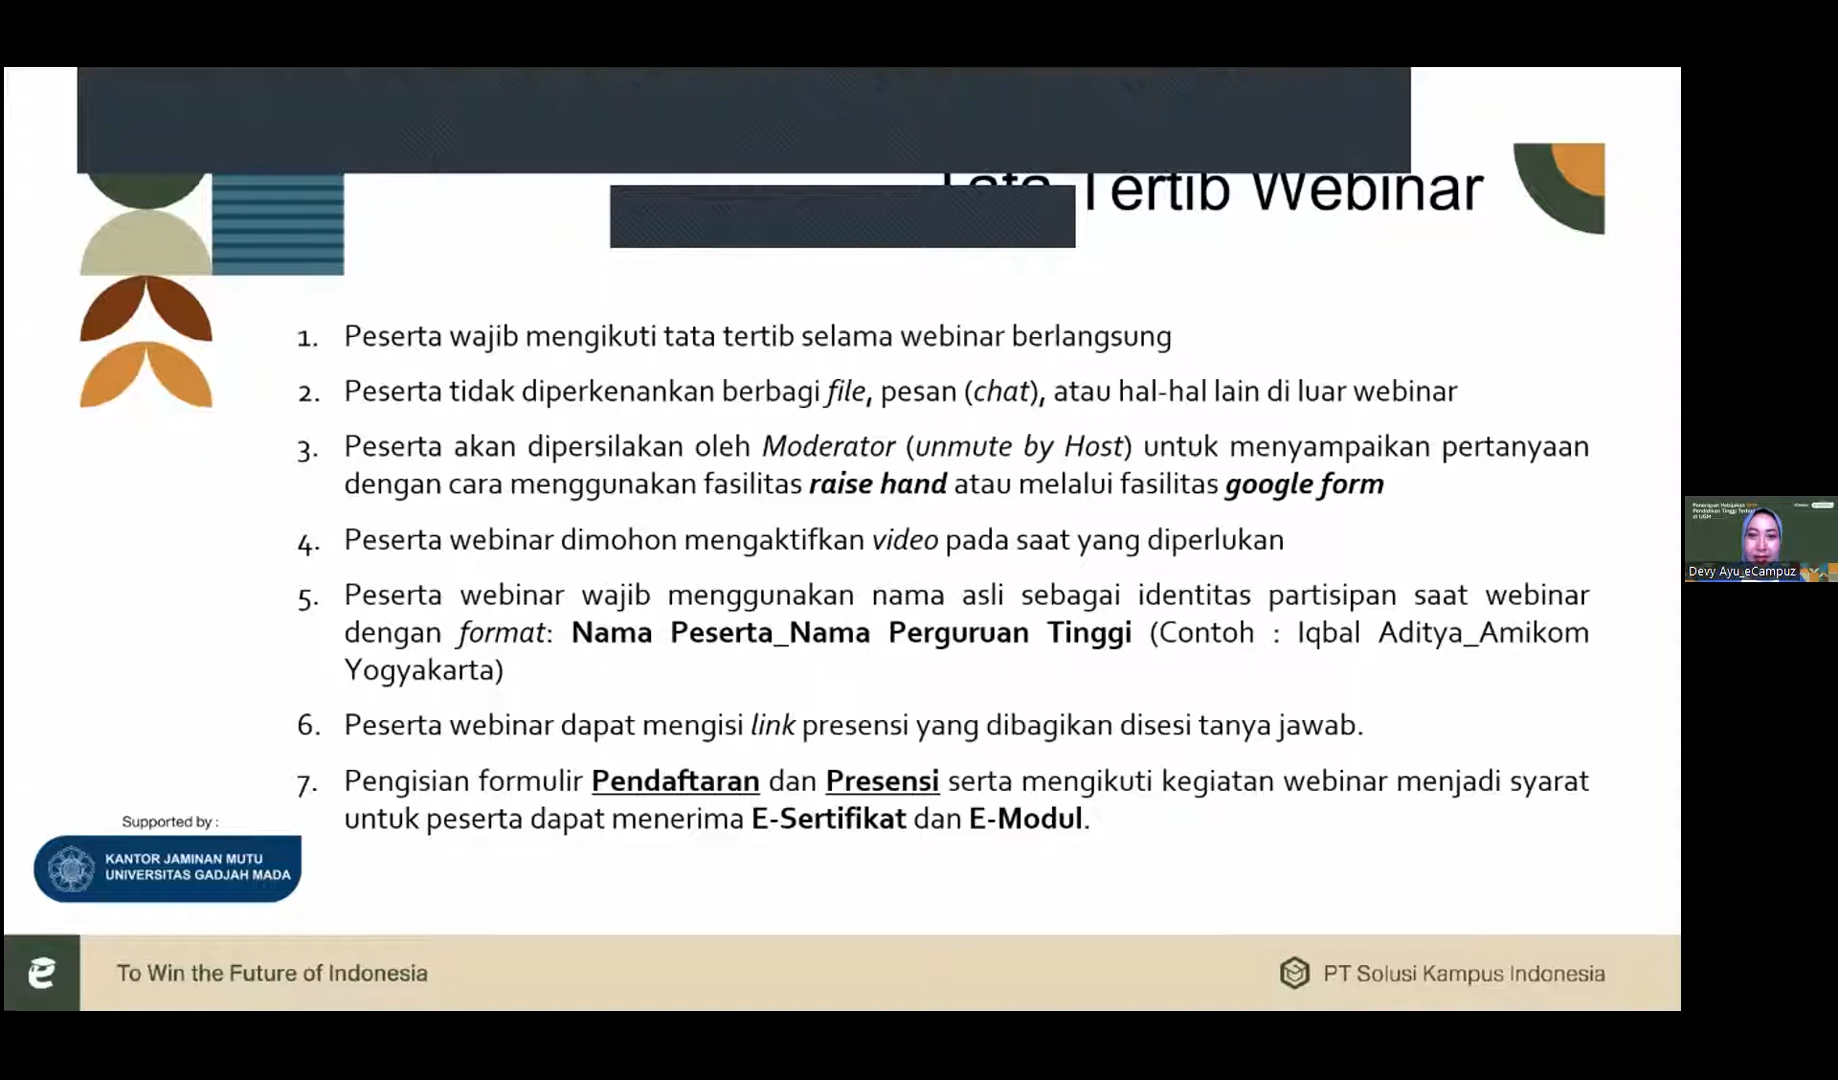 Tata Tertib Webinar
1. Peserta wajib mengikuti tata tertib selama webinar berlangsung
2. Peserta tidak diperkenankan berbagi file, pesan (chat), atau hal-hal lain di luar webinar
3. Peserta akan dipersilakan oleh Moderator (unmute by Host) untuk menyampaikan pertanyaan
dengan cara menggunakan fasilitas raise hand atau melalui fasilitas google form
4. Peserta webinar dimohon mengaktifkan video pada saat yang diperlukan
5. Peserta webinar wajib menggunakan nama asli sebagai identitas partisipan saat webinar
dengan format: Nama Peserta_Nama Perguruan Tinggi (Contoh : Iqbal Aditya_Amikom
Yogyakarta)
6. Peserta webinar dapat mengisi link presensi yang dibagikan disesi tanya jawab.
7. Pengisian formulir Pendaftaran dan Presensi serta mengikuti kegiatan webinar menjadi syarat
untuk peserta dapat menerima E-Sertifikat dan E-Modul.
Supported by :
KANTOR JAMINAN MUTU
UNIVERSITAS GADJAH MADA
To Win the Future of Indonesia
PT Solusi Kampus Indonesia
Devy Ayu_eCampuz